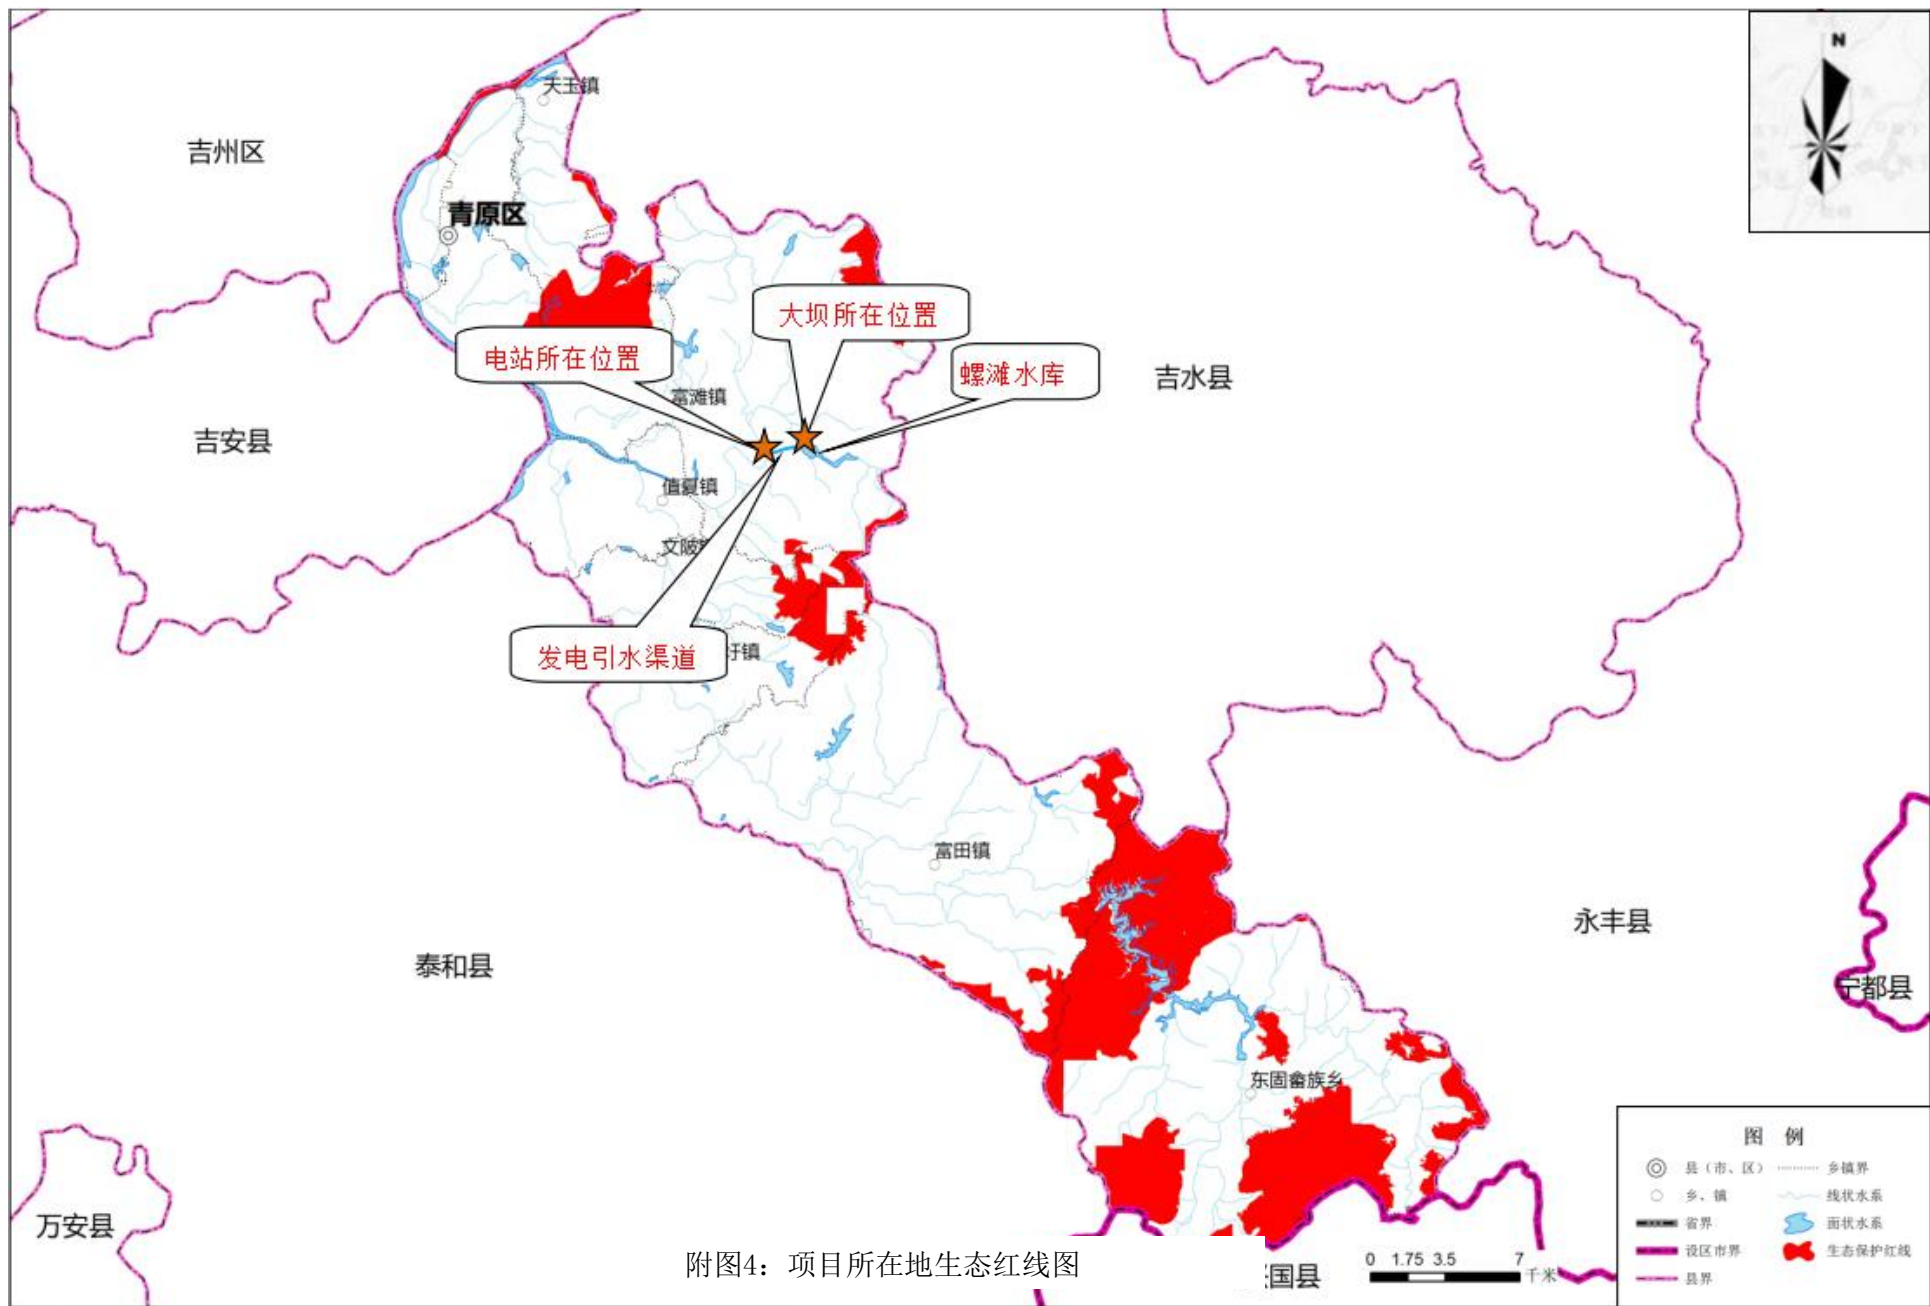 N
天玉镇
吉州区
青原区
大坝所在位置
电站所在位置
螺滩水库
吉水县
富滩镇
吉安县
值夏镇
文陂
发电引水渠道
圩镇
富田镇
永丰县
泰和县
宁都县
东固畲族乡
万安县
国县
图 例
县（市、区）
乡镇界
乡、镇
线状水系
省界
面状水系
设区市界
生态保护红线
县界
0 1.75 3.5 7
千米
附图4：项目所在地生态红线图